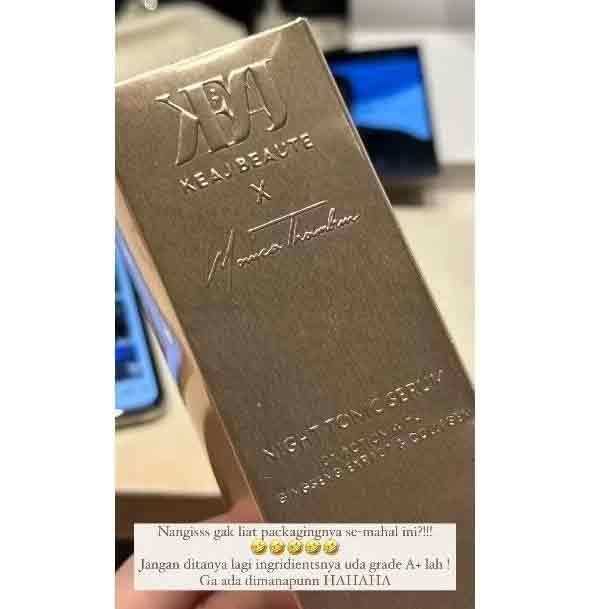 KEAJ
KEAJ BEAUTE
X
NIGHT TONIC SERUM
Nangisss gak liat packagingnya se-mahal ini?!!!
🤣🤣🤣🤣🤣
Jangan ditanya lagi ingridientsnya uda grade A+ lah !
Ga ada dimanapunn HAHAHA